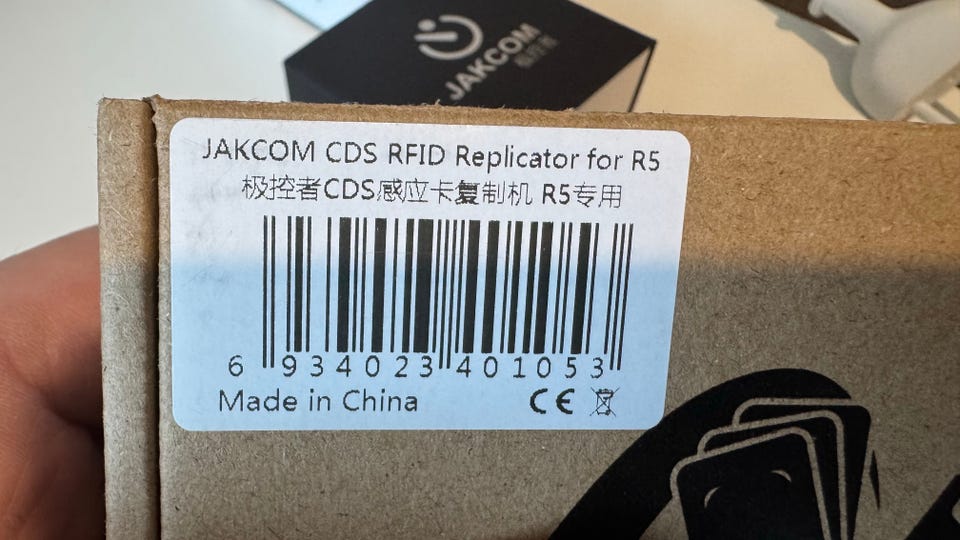 JAKCOM
JAKCOM CDS RFID Replicator for R5
极控者CDS感应卡复制机 R5专用
6 934023 401053
Made in China CE